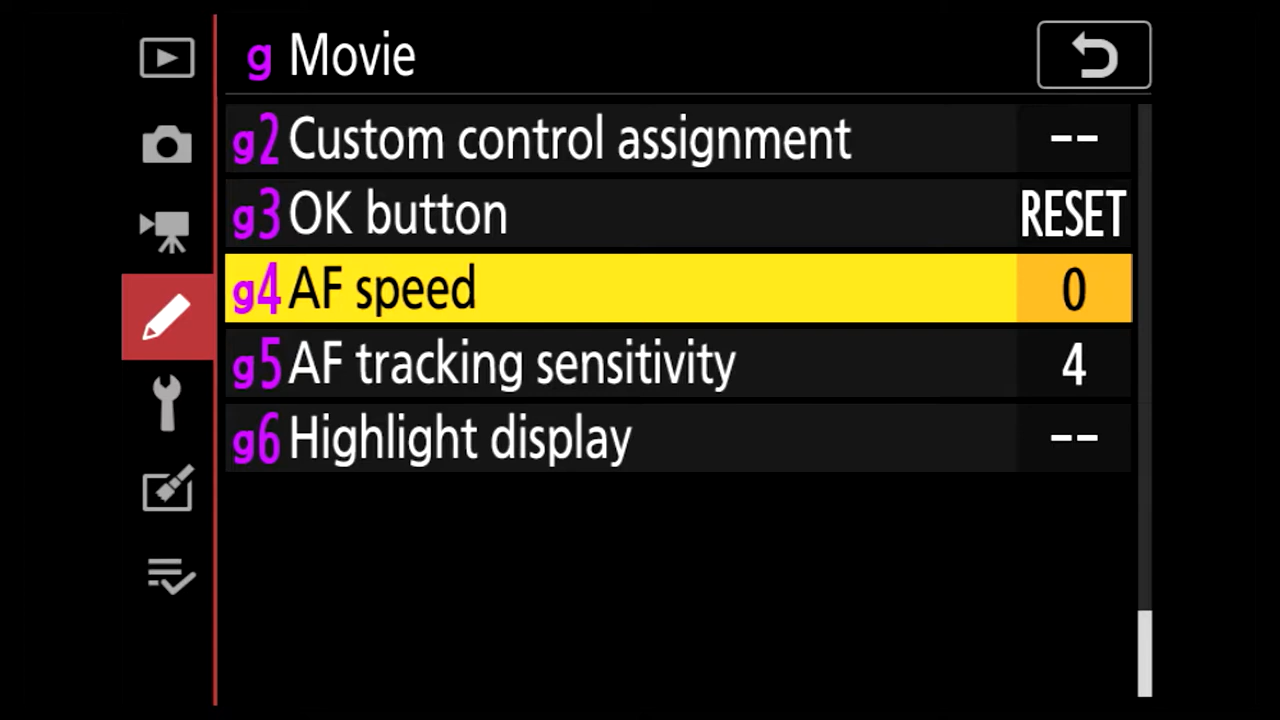 g Movie
g2 Custom control assignment --
g3 OK button RESET
g4 AF speed 0
g5 AF tracking sensitivity 4
g6 Highlight display --